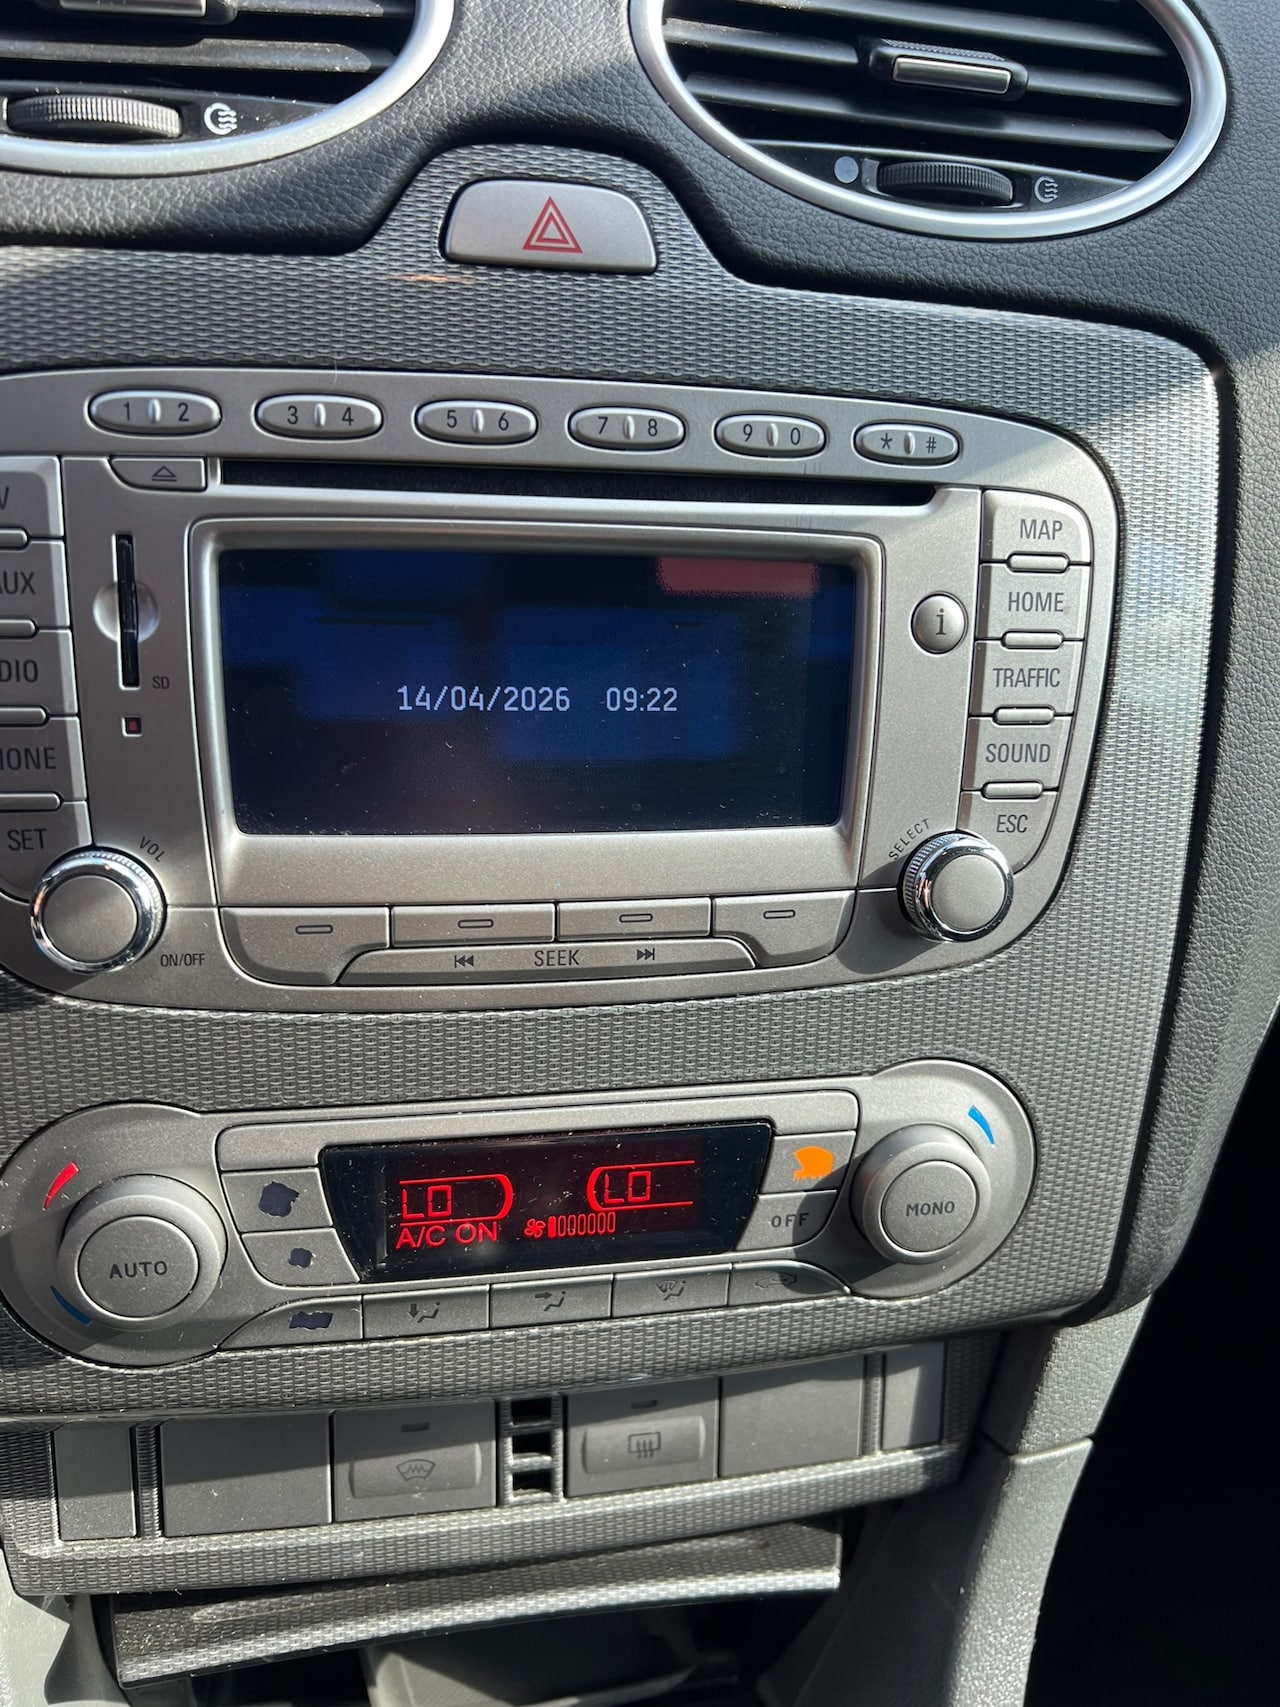 1 2 3 4 5 6 7 8 9 0 * #
MAP
HOME
TRAFFIC
SOUND
ESC
i
SD
14/04/2026 09:22
SET
VOL
SELECT
ON/OFF
SEEK
LO LO
A/C ON
AUTO
OFF
MONO